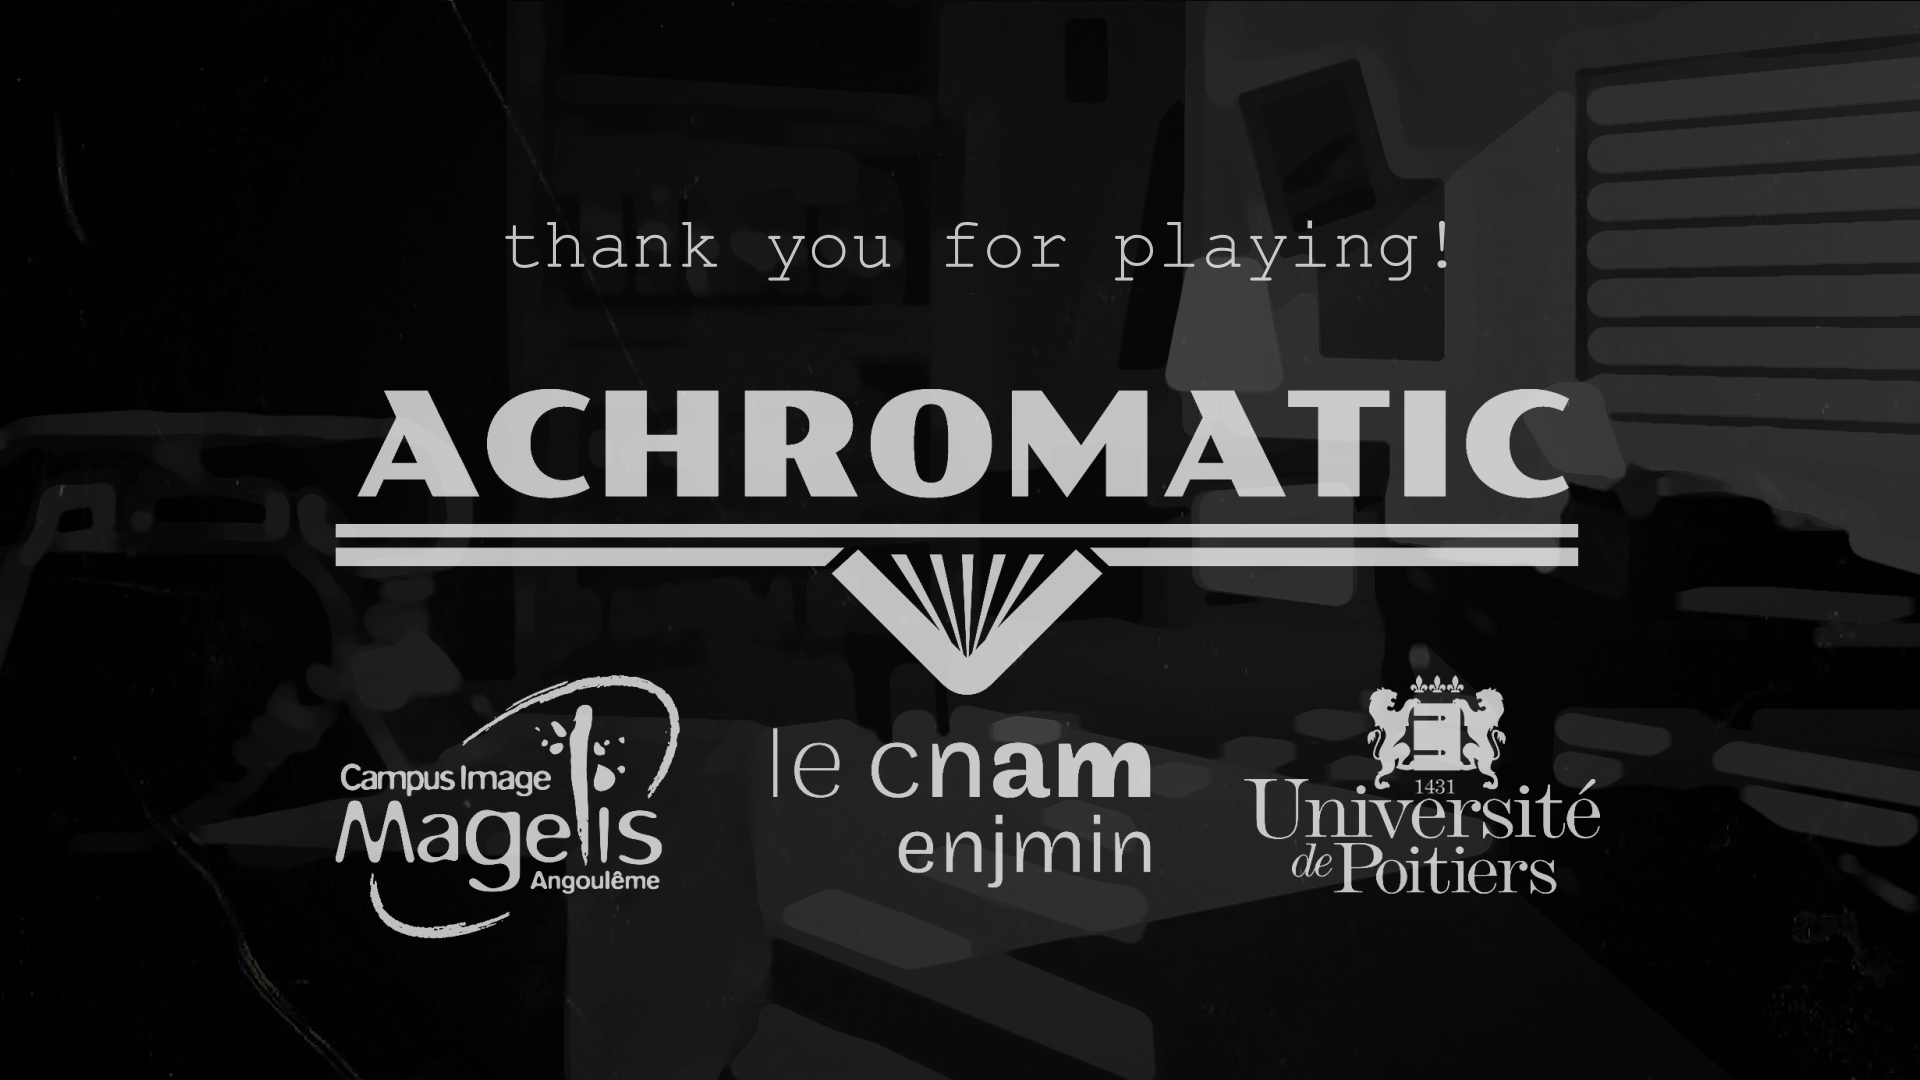 thank you for playing!
ACHROMATIC
Campus Image
Magelis
Angoulême
le cnam
enjmin
1431
Université
de Poitiers